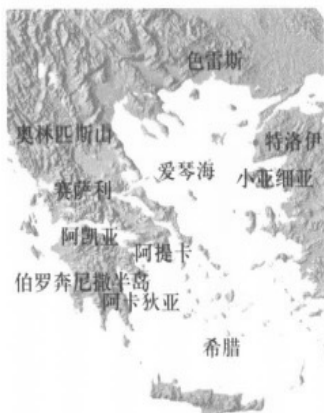 色雷斯
奥林匹斯山
特洛伊
爱琴海
小亚细亚
赛萨利
阿凯亚
阿提卡
伯罗奔尼撒半岛
阿卡狄亚
希腊